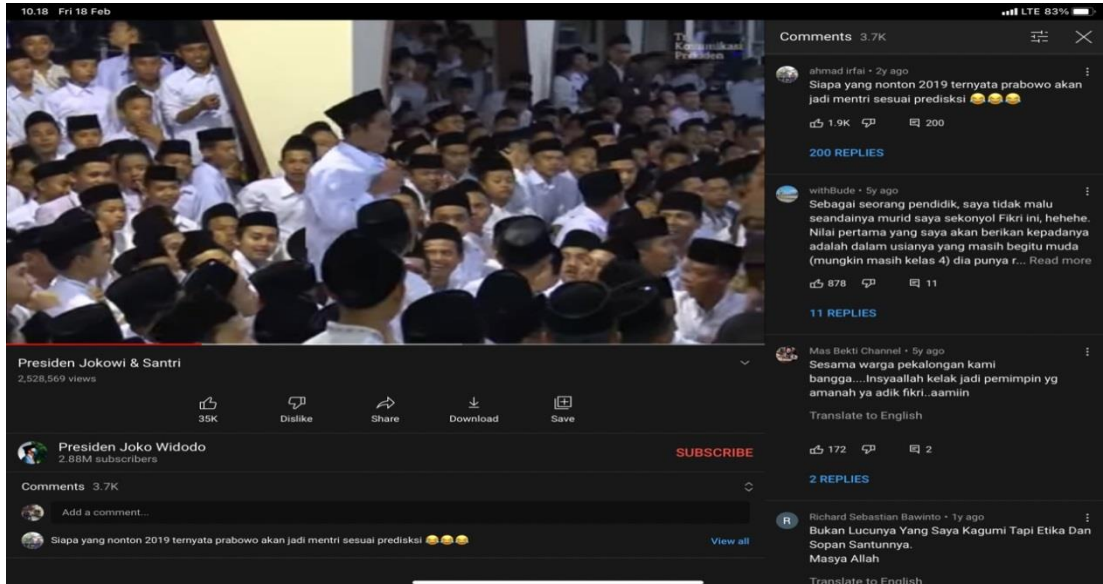 10.18 Fri 18 Feb
LTE 83%
Tim
Komunikasi
Presiden
Presiden Jokowi & Santri
2,528,569 views
35K
Dislike
Share
Download
Save
Presiden Joko Widodo
2.88M subscribers
SUBSCRIBE
Comments 3.7K
Add a comment...
Siapa yang nonton 2019 ternyata prabowo akan jadi mentri sesuai predisksi 😂😂😂
View all
Comments 3.7K
ahmad irfai • 2y ago
Siapa yang nonton 2019 ternyata prabowo akan
jadi mentri sesuai predisksi 😂😂😂
1.9K 200
200 REPLIES
withBude • 5y ago
Sebagai seorang pendidik, saya tidak malu
seandainya murid saya sekonyol Fikri ini, hehehe.
Nilai pertama yang saya akan berikan kepadanya
adalah dalam usianya yang masih begitu muda
(mungkin masih kelas 4) dia punya r... Read more
878 11
11 REPLIES
Mas Bekti Channel • 5y ago
Sesama warga pekalongan kami
bangga....Insyaallah kelak jadi pemimpin yg
amanah ya adik fikri..aamiin
Translate to English
172 2
2 REPLIES
R
Richard Sebastian Bawinto • 1y ago
Bukan Lucunya Yang Saya Kagumi Tapi Etika Dan
Sopan Santunnya.
Masya Allah
Translate to English